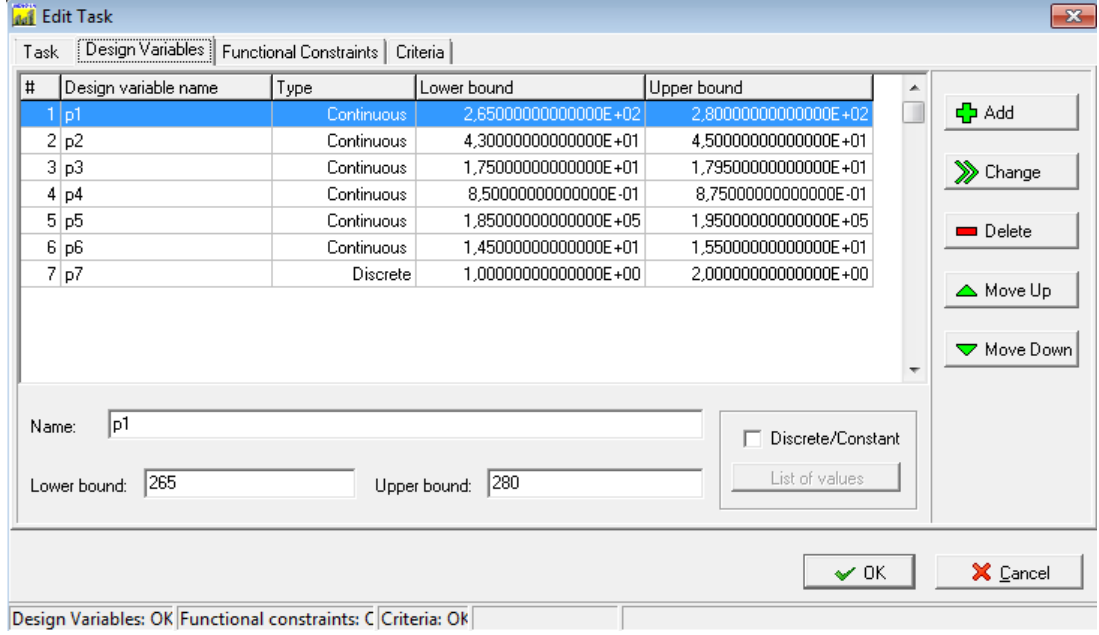 Edit Task
Task Design Variables Functional Constraints Criteria
# Design variable name Type Lower bound Upper bound
1 p1 Continuous 2,65000000000000E+02 2,80000000000000E+02
2 p2 Continuous 4,30000000000000E+01 4,50000000000000E+01
3 p3 Continuous 1,75000000000000E+01 1,79500000000000E+01
4 p4 Continuous 8,50000000000000E-01 8,75000000000000E-01
5 p5 Continuous 1,85000000000000E+05 1,95000000000000E+05
6 p6 Continuous 1,45000000000000E+01 1,55000000000000E+01
7 p7 Discrete 1,00000000000000E+00 2,00000000000000E+00
Add
Change
Delete
Move Up
Move Down
Name: p1
Discrete/Constant
Lower bound: 265 Upper bound: 280
List of values
OK Cancel
Design Variables: OK Functional constraints: C Criteria: OK